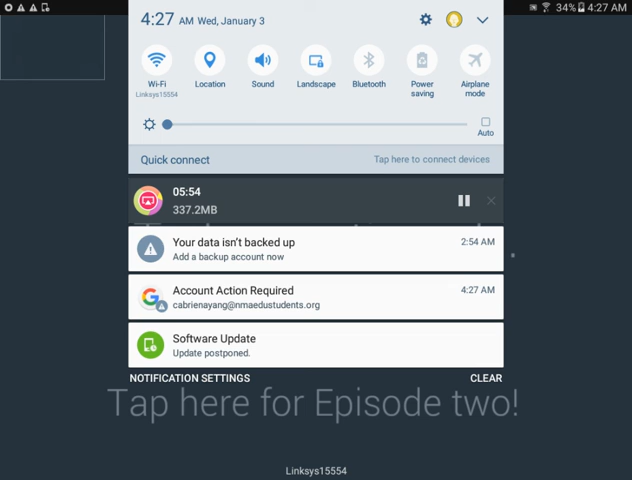 34% 4:27 AM
4:27 AM Wed, January 3
Wi-Fi Location Sound Landscape Bluetooth Power saving Airplane mode
Linksys15554
Auto
Quick connect Tap here to connect devices
05:54
337.2MB
Your data isn't backed up 2:54 AM
Add a backup account now
Account Action Required 4:27 AM
cabrienayang@nmaedustudents.org
Software Update
Update postponed.
NOTIFICATION SETTINGS CLEAR
Tap here for Episode two!
Linksys15554